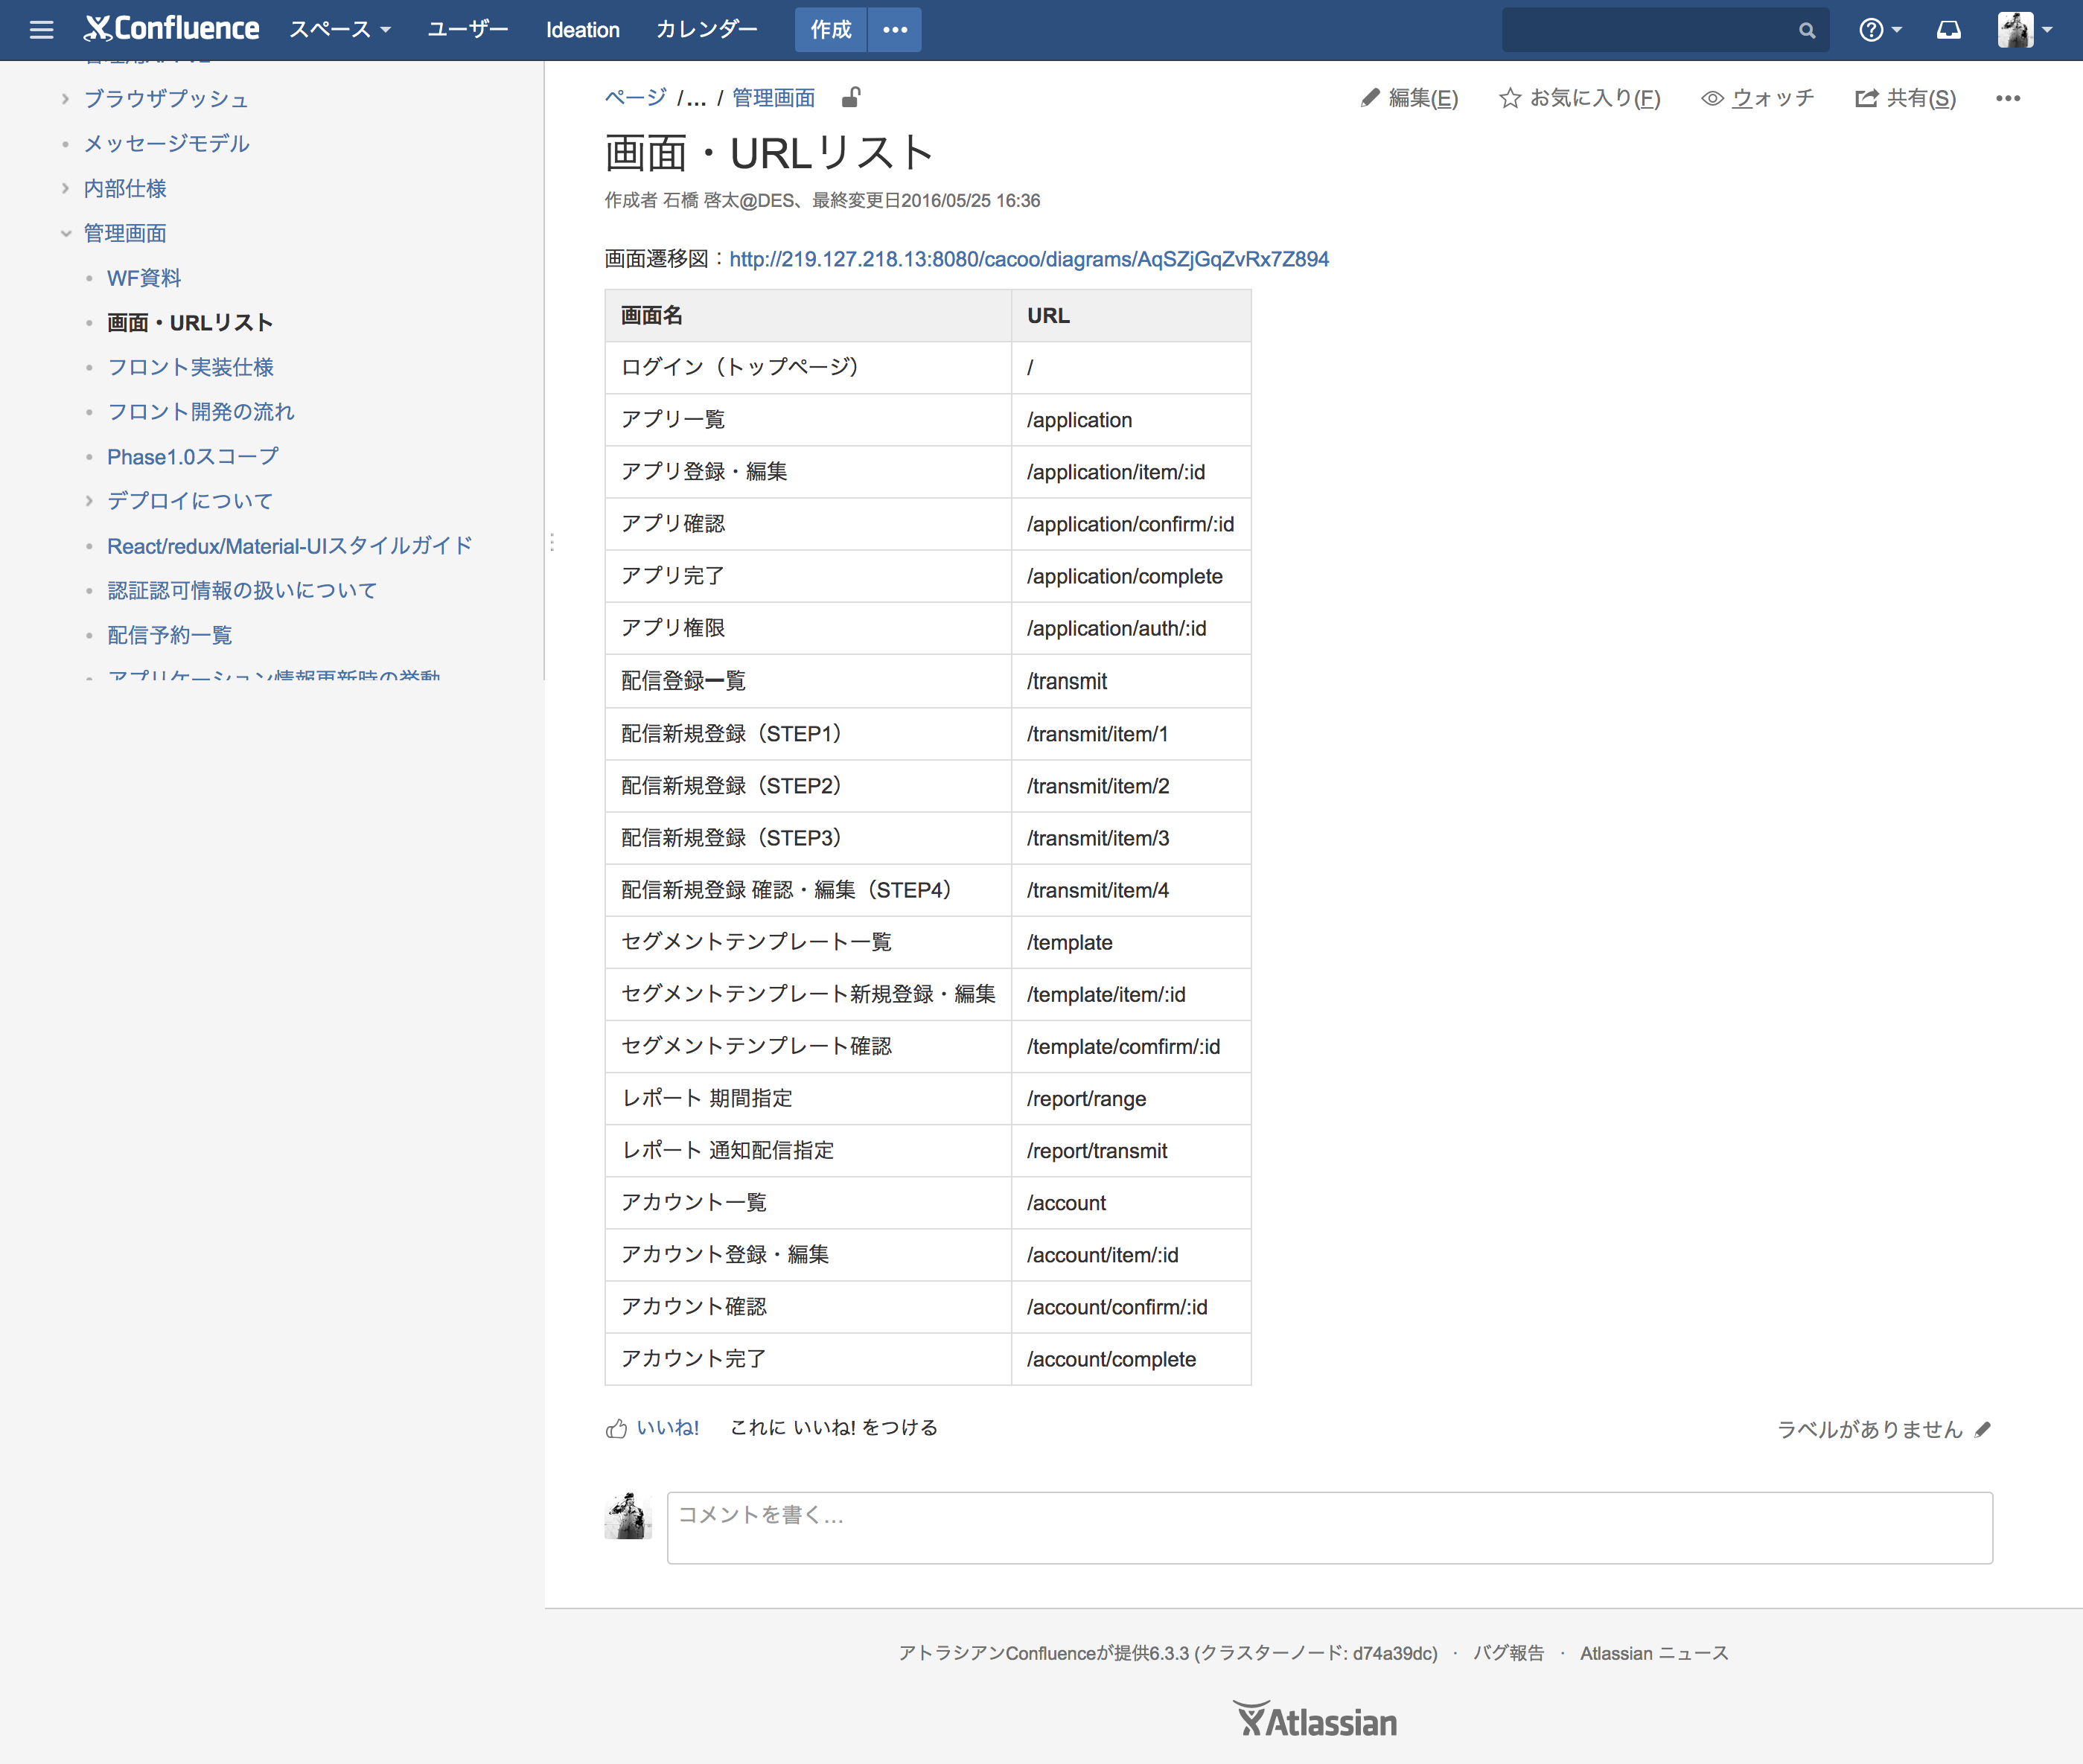 Confluence スペース ユーザー Ideation カレンダー 作成 •••
ブラウザプッシュ
メッセージモデル
内部仕様
管理画面
WF資料
画面・URLリスト
フロント実装仕様
フロント開発の流れ
Phase1.0スコープ
デプロイについて
React/redux/Material-UIスタイルガイド
認証認可情報の扱いについて
配信予約一覧
アプリケーション情報更新時の挙動
ページ /... / 管理画面
編集(E) お気に入り(F) ウォッチ 共有(S) •••
画面・URLリスト
作成者 石橋 啓太@DES、最終変更日2016/05/25 16:36
画面遷移図：http://219.127.218.13:8080/cacoo/diagrams/AqSZjGqZvRx7Z894
画面名 URL
ログイン（トップページ） /
アプリ一覧 /application
アプリ登録・編集 /application/item/:id
アプリ確認 /application/confirm/:id
アプリ完了 /application/complete
アプリ権限 /application/auth/:id
配信登録一覧 /transmit
配信新規登録（STEP1） /transmit/item/1
配信新規登録（STEP2） /transmit/item/2
配信新規登録（STEP3） /transmit/item/3
配信新規登録 確認・編集（STEP4） /transmit/item/4
セグメントテンプレート一覧 /template
セグメントテンプレート新規登録・編集 /template/item/:id
セグメントテンプレート確認 /template/comfirm/:id
レポート 期間指定 /report/range
レポート 通知配信指定 /report/transmit
アカウント一覧 /account
アカウント登録・編集 /account/item/:id
アカウント確認 /account/confirm/:id
アカウント完了 /account/complete
いいね! これに いいね! をつける
ラベルがありません
コメントを書く...
アトラシアンConfluenceが提供6.3.3 (クラスターノード: d74a39dc) · バグ報告 · Atlassian ニュース
Atlassian